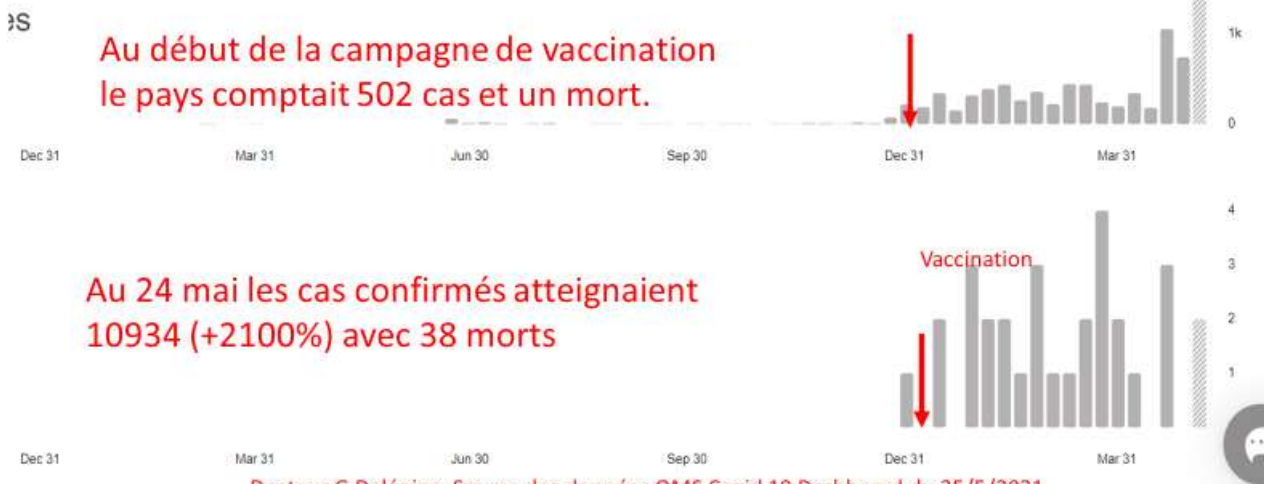 es
Au début de la campagne de vaccination
le pays comptait 502 cas et un mort.
1k
0
Dec 31 Mar 31 Jun 30 Sep 30 Dec 31 Mar 31
4
Vaccination
3
Au 24 mai les cas confirmés atteignaient
10934 (+2100%) avec 38 morts
2
1
Dec 31 Mar 31 Jun 30 Sep 30 Dec 31 Mar 31